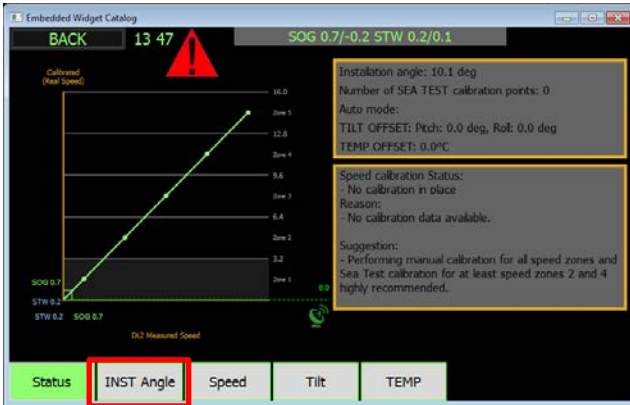 Embedded Widget Catalog
BACK
13 47
SOG 0.7/-0.2 STW 0.2/0.1
Calibrated
(Real Speed)
16.0
Zone 5
12.8
Zone 4
9.6
Zone 3
6.4
Zone 2
3.2
Zone 1
0.0
SOG 0.7
STW 0.2
STW 0.2 SOG 0.7
DL2 Measured Speed
Installation angle: 10.1 deg
Number of SEA TEST calibration points: 0
Auto mode:
TILT OFFSET: Pitch: 0.0 deg, Rol: 0.0 deg
TEMP OFFSET: 0.0°C
Speed calibration Status:
- No calibration in place
Reason:
- No calibration data available.
Suggestion:
- Performing manual calibration for all speed zones and
Sea Test calibration for at least speed zones 2 and 4
highly recommended.
Status
INST Angle
Speed
Tilt
TEMP